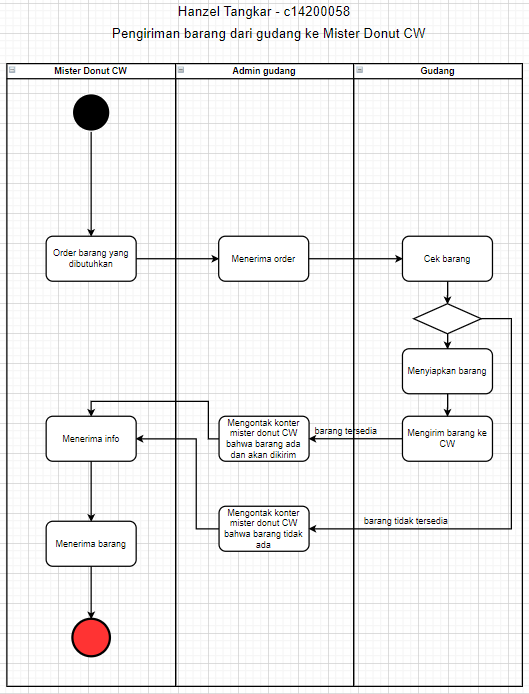 Hanzel Tangkar - c14200058
Pengiriman barang dari gudang ke Mister Donut CW
Mister Donut CW
Admin gudang
Gudang
Order barang yang
dibutuhkan
Menerima order
Cek barang
Menyiapkan barang
Menerima info
Mengontak konter
mister donut CW
bahwa barang ada
dan akan dikirim
barang tersedia
Mengirim barang ke
CW
Mengontak konter
mister donut CW
bahwa barang tidak
ada
barang tidak tersedia
Menerima barang